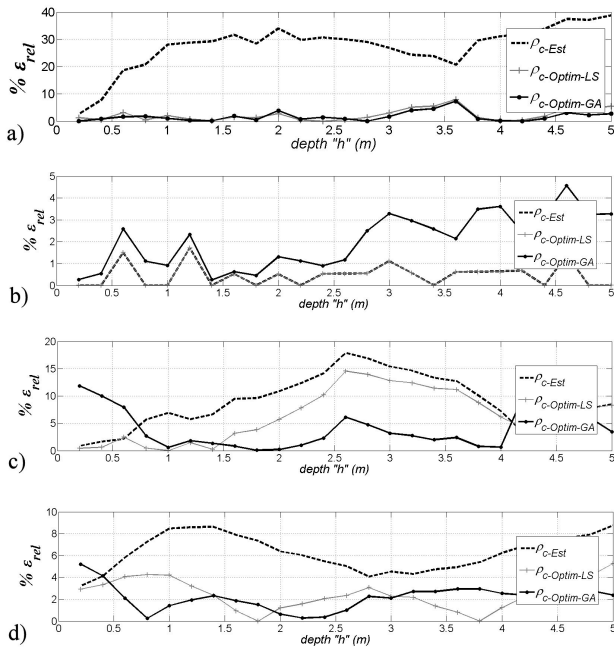 a)
% ε_rel
40
30
20
10
0
0 0.5 1 1.5 2 2.5 3 3.5 4 4.5 5
depth "h" (m)
ρ_c-Est
ρ_c-Optim-LS
ρ_c-Optim-GA
b)
% ε_rel
5
4
3
2
1
0
0 0.5 1 1.5 2 2.5 3 3.5 4 4.5 5
depth "h" (m)
ρ_c-Est
ρ_c-Optim-LS
ρ_c-Optim-GA
c)
% ε_rel
20
15
10
5
0
0 0.5 1 1.5 2 2.5 3 3.5 4 4.5 5
depth "h" (m)
ρ_c-Est
ρ_c-Optim-LS
ρ_c-Optim-GA
d)
% ε_rel
10
8
6
4
2
0
0 0.5 1 1.5 2 2.5 3 3.5 4 4.5 5
depth "h" (m)
ρ_c-Est
ρ_c-Optim-LS
ρ_c-Optim-GA